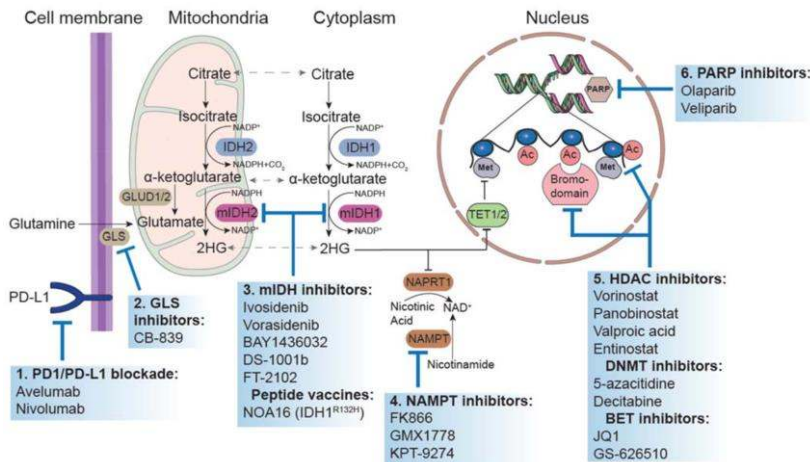 Cell membrane
Mitochondria
Cytoplasm
Nucleus
Citrate
Citrate
Isocitrate
Isocitrate
NADP⁺
IDH2
NADPH+CO₂
NADP⁺
IDH1
NADPH+CO₂
α-ketoglutarate
α-ketoglutarate
GLUD1/2
NADPH
mIDH2
NADP⁺
NADPH
mIDH1
NADP⁺
Glutamine
GLS
Glutamate
2HG
2HG
PD-L1
TET1/2
NAPRT1
Nicotinic
Acid
NAD⁺
NAMPT
Nicotinamide
PARP
Met
Ac
Ac
Met
Ac
Bromo-
domain
1. PD1/PD-L1 blockade:
Avelumab
Nivolumab
2. GLS
inhibitors:
CB-839
3. mIDH inhibitors:
Ivosidenib
Vorasidenib
BAY1436032
DS-1001b
FT-2102
Peptide vaccines:
NOA16 (IDH1ᴿ¹³²ᴴ)
4. NAMPT inhibitors:
FK866
GMX1778
KPT-9274
5. HDAC inhibitors:
Vorinostat
Panobinostat
Valproic acid
Entinostat
DNMT inhibitors:
5-azacitidine
Decitabine
BET inhibitors:
JQ1
GS-626510
6. PARP inhibitors:
Olaparib
Veliparib